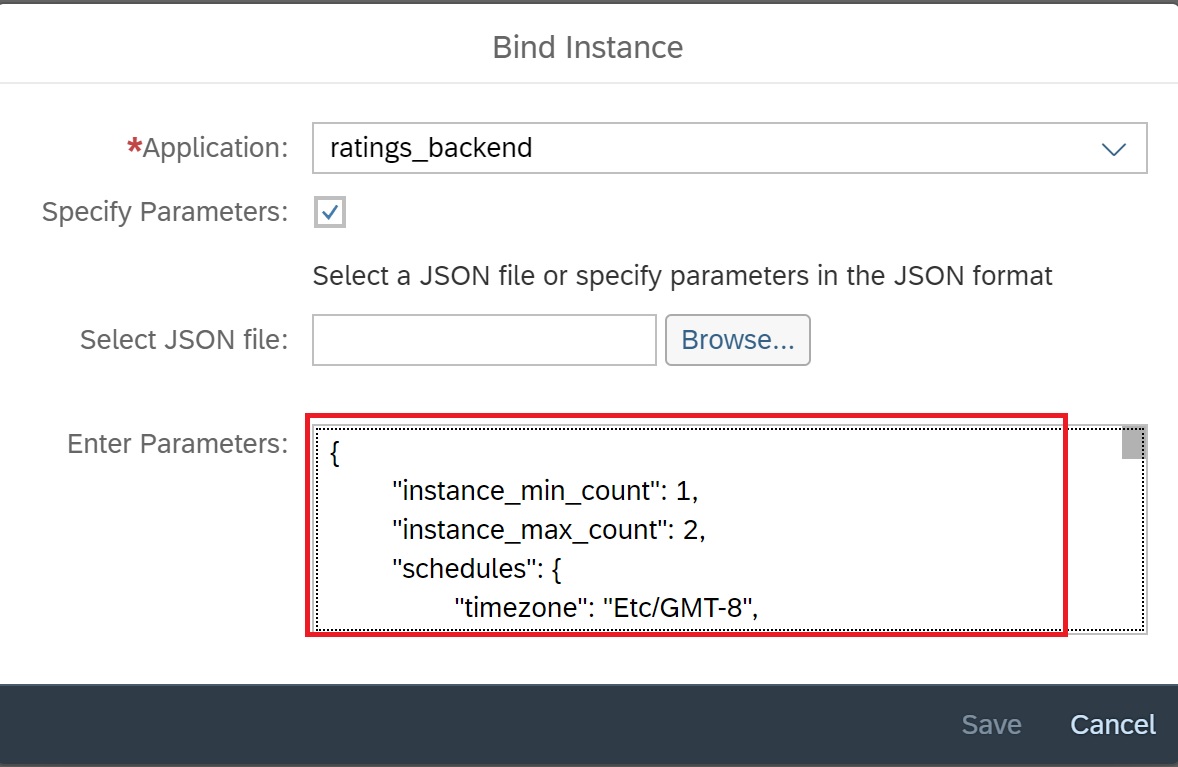 Bind Instance
*Application: ratings_backend
Specify Parameters:
Select a JSON file or specify parameters in the JSON format
Select JSON file: Browse...
Enter Parameters: {
"instance_min_count": 1,
"instance_max_count": 2,
"schedules": {
"timezone": "Etc/GMT-8",
Save Cancel